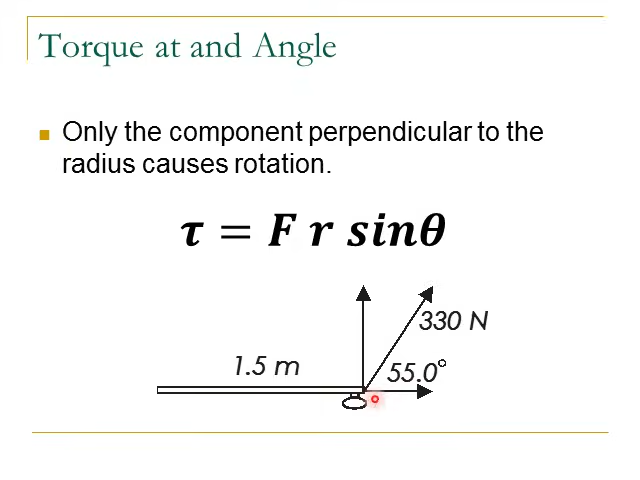 Torque at and Angle
Only the component perpendicular to the
radius causes rotation.
τ = F r sinθ
330 N
1.5 m
55.0°